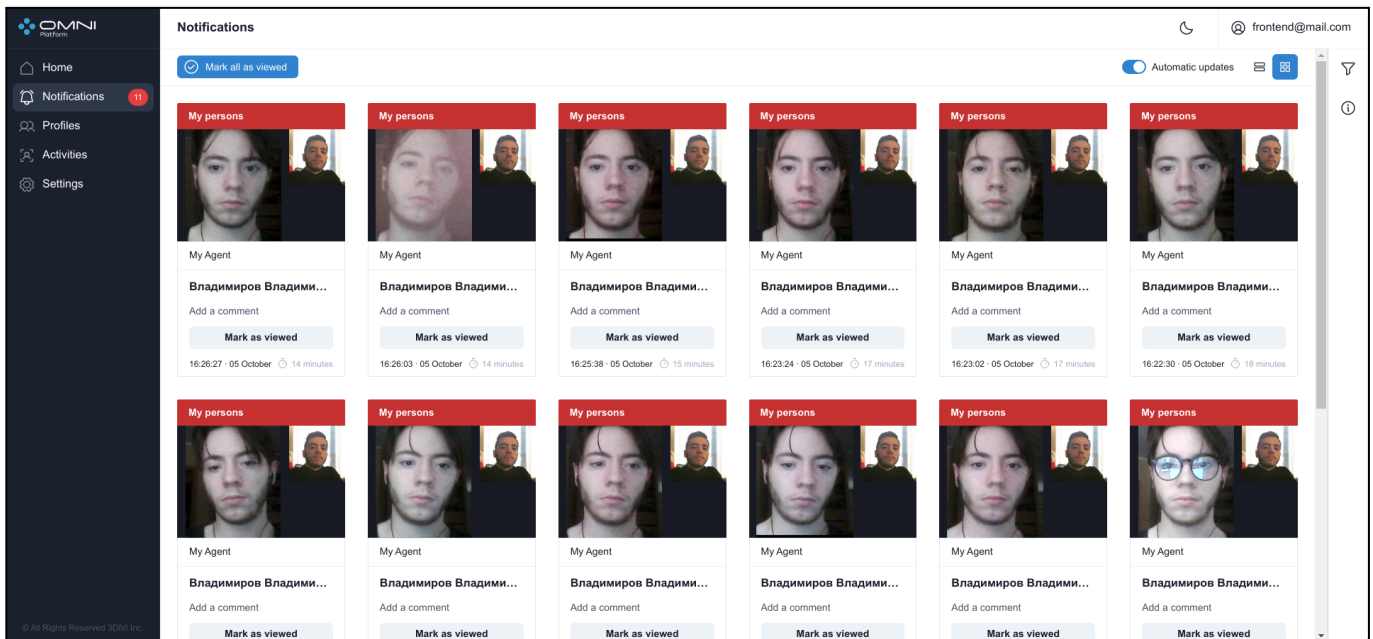 OMNI
Platform
Notifications
frontend@mail.com
Home
Notifications 11
Profiles
Activities
Settings
© All Rights Reserved 3DiVi Inc.
Mark all as viewed
Automatic updates
My persons My persons My persons My persons My persons My persons
My Agent My Agent My Agent My Agent My Agent My Agent
Владимиров Владими... Владимиров Владими... Владимиров Владими... Владимиров Владими... Владимиров Владими... Владимиров Владими...
Add a comment Add a comment Add a comment Add a comment Add a comment Add a comment
Mark as viewed Mark as viewed Mark as viewed Mark as viewed Mark as viewed Mark as viewed
16:26:27 · 05 October 14 minutes 16:26:03 · 05 October 14 minutes 16:25:38 · 05 October 15 minutes 16:23:24 · 05 October 17 minutes 16:23:02 · 05 October 17 minutes 16:22:30 · 05 October 18 minutes
My persons My persons My persons My persons My persons My persons
My Agent My Agent My Agent My Agent My Agent My Agent
Владимиров Владими... Владимиров Владими... Владимиров Владими... Владимиров Владими... Владимиров Владими... Владимиров Владими...
Add a comment Add a comment Add a comment Add a comment Add a comment Add a comment
Mark as viewed Mark as viewed Mark as viewed Mark as viewed Mark as viewed Mark as viewed